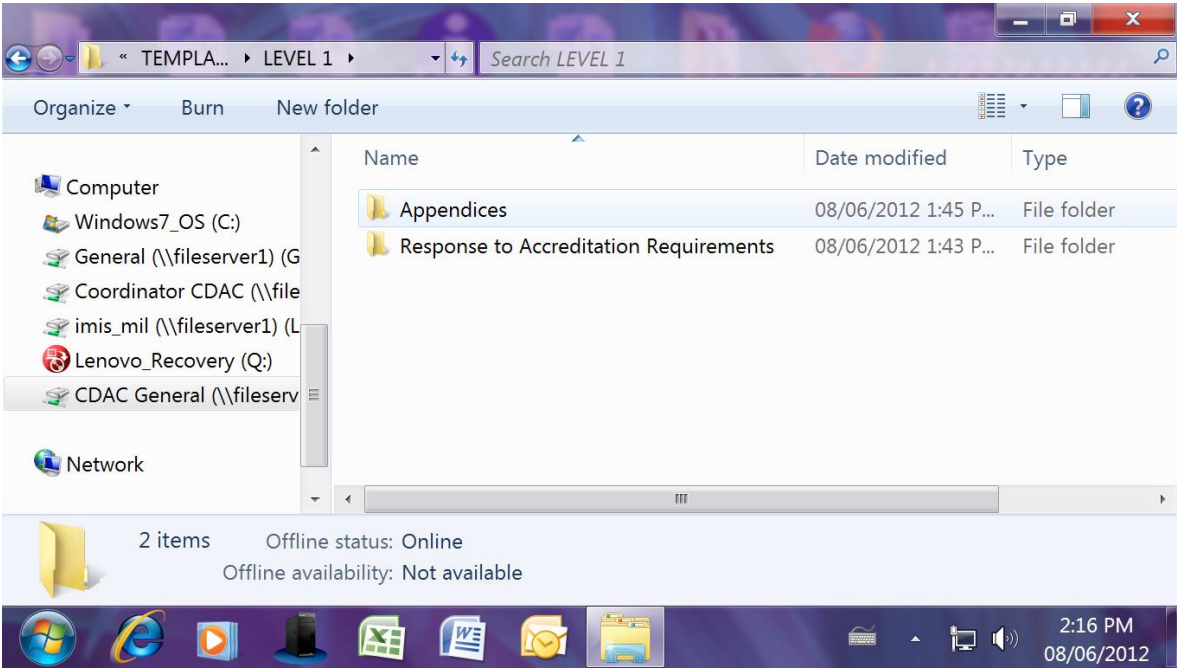 « TEMPLA... LEVEL 1 Search LEVEL 1
Organize Burn New folder
Name Date modified Type
Computer
Windows7_OS (C:)
General (\\fileserver1) (G
Coordinator CDAC (\\file
imis_mil (\\fileserver1) (L
Lenovo_Recovery (Q:)
CDAC General (\\fileserv
Network
Appendices 08/06/2012 1:45 P... File folder
Response to Accreditation Requirements 08/06/2012 1:43 P... File folder
2 items Offline status: Online
Offline availability: Not available
2:16 PM
08/06/2012